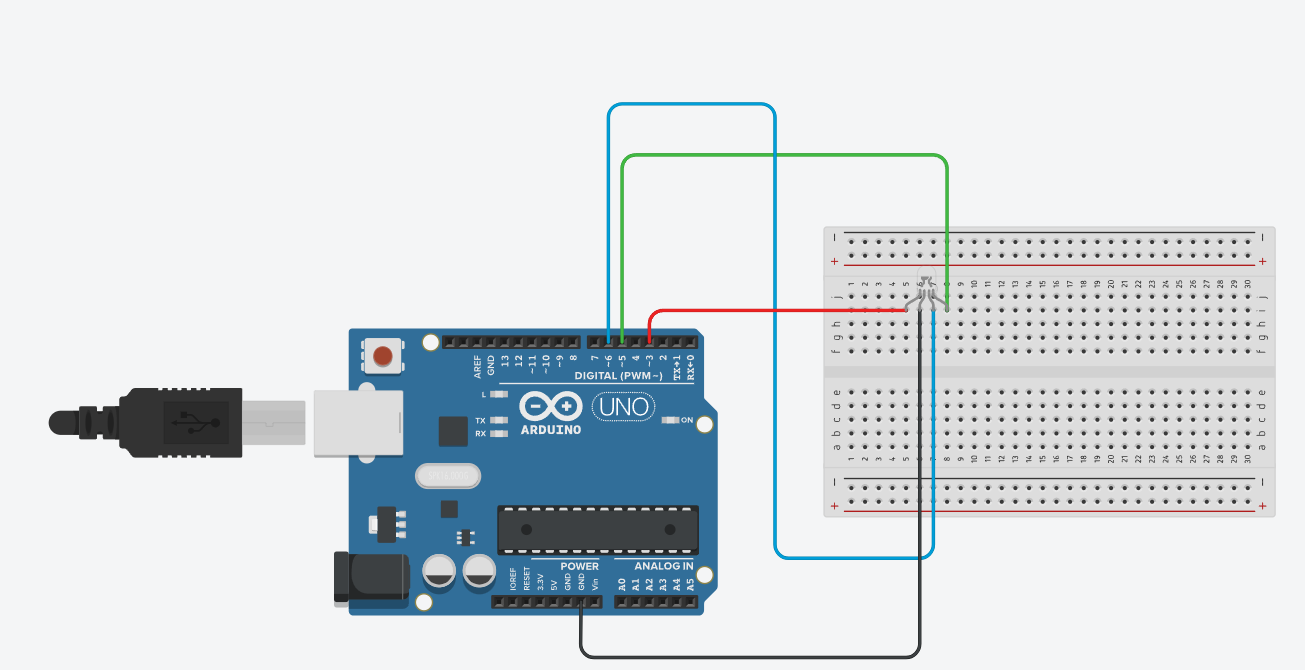 − −
+ +
1 2 3 4 5 6 7 8 9 10 11 12 13 14 15 16 17 18 19 20 21 22 23 24 25 26 27 28 29 30
j j
i i
h h
g g
f f
AREF GND 13 12 ~11 ~10 ~9 8 7 ~6 ~5 4 ~3 2 TX→1 RX←0
DIGITAL (PWM~)
L
TX
RX
ARDUINO
UNO
ON
e e
d d
c c
b b
a a
1 2 3 4 5 6 7 8 9 10 11 12 13 14 15 16 17 18 19 20 21 22 23 24 25 26 27 28 29 30
− −
+ +
POWER
ANALOG IN
IOREF RESET 3.3V 5V GND GND Vin A0 A1 A2 A3 A4 A5